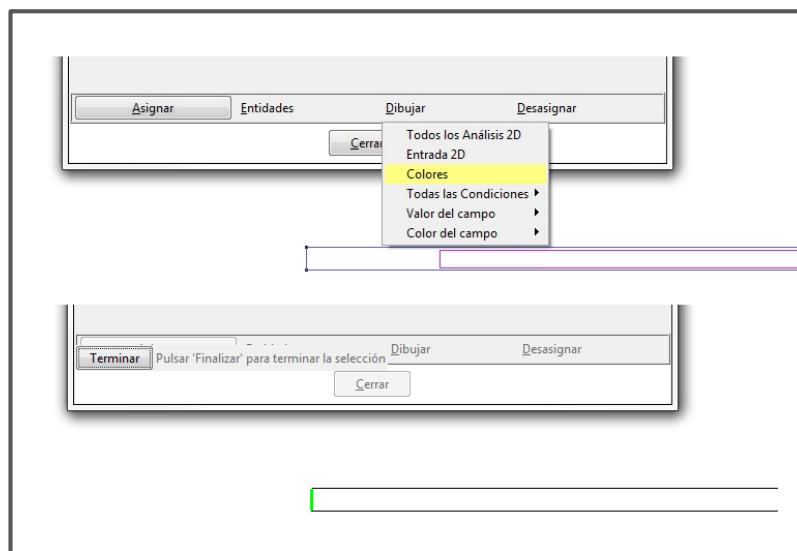 Asignar Entidades Dibujar Desasignar
Todos los Análisis 2D
Cerrar
Entrada 2D
Colores
Todas las Condiciones
Valor del campo
Color del campo
Dibujar Desasignar
Terminar Pulsar 'Finalizar' para terminar la selección
Cerrar